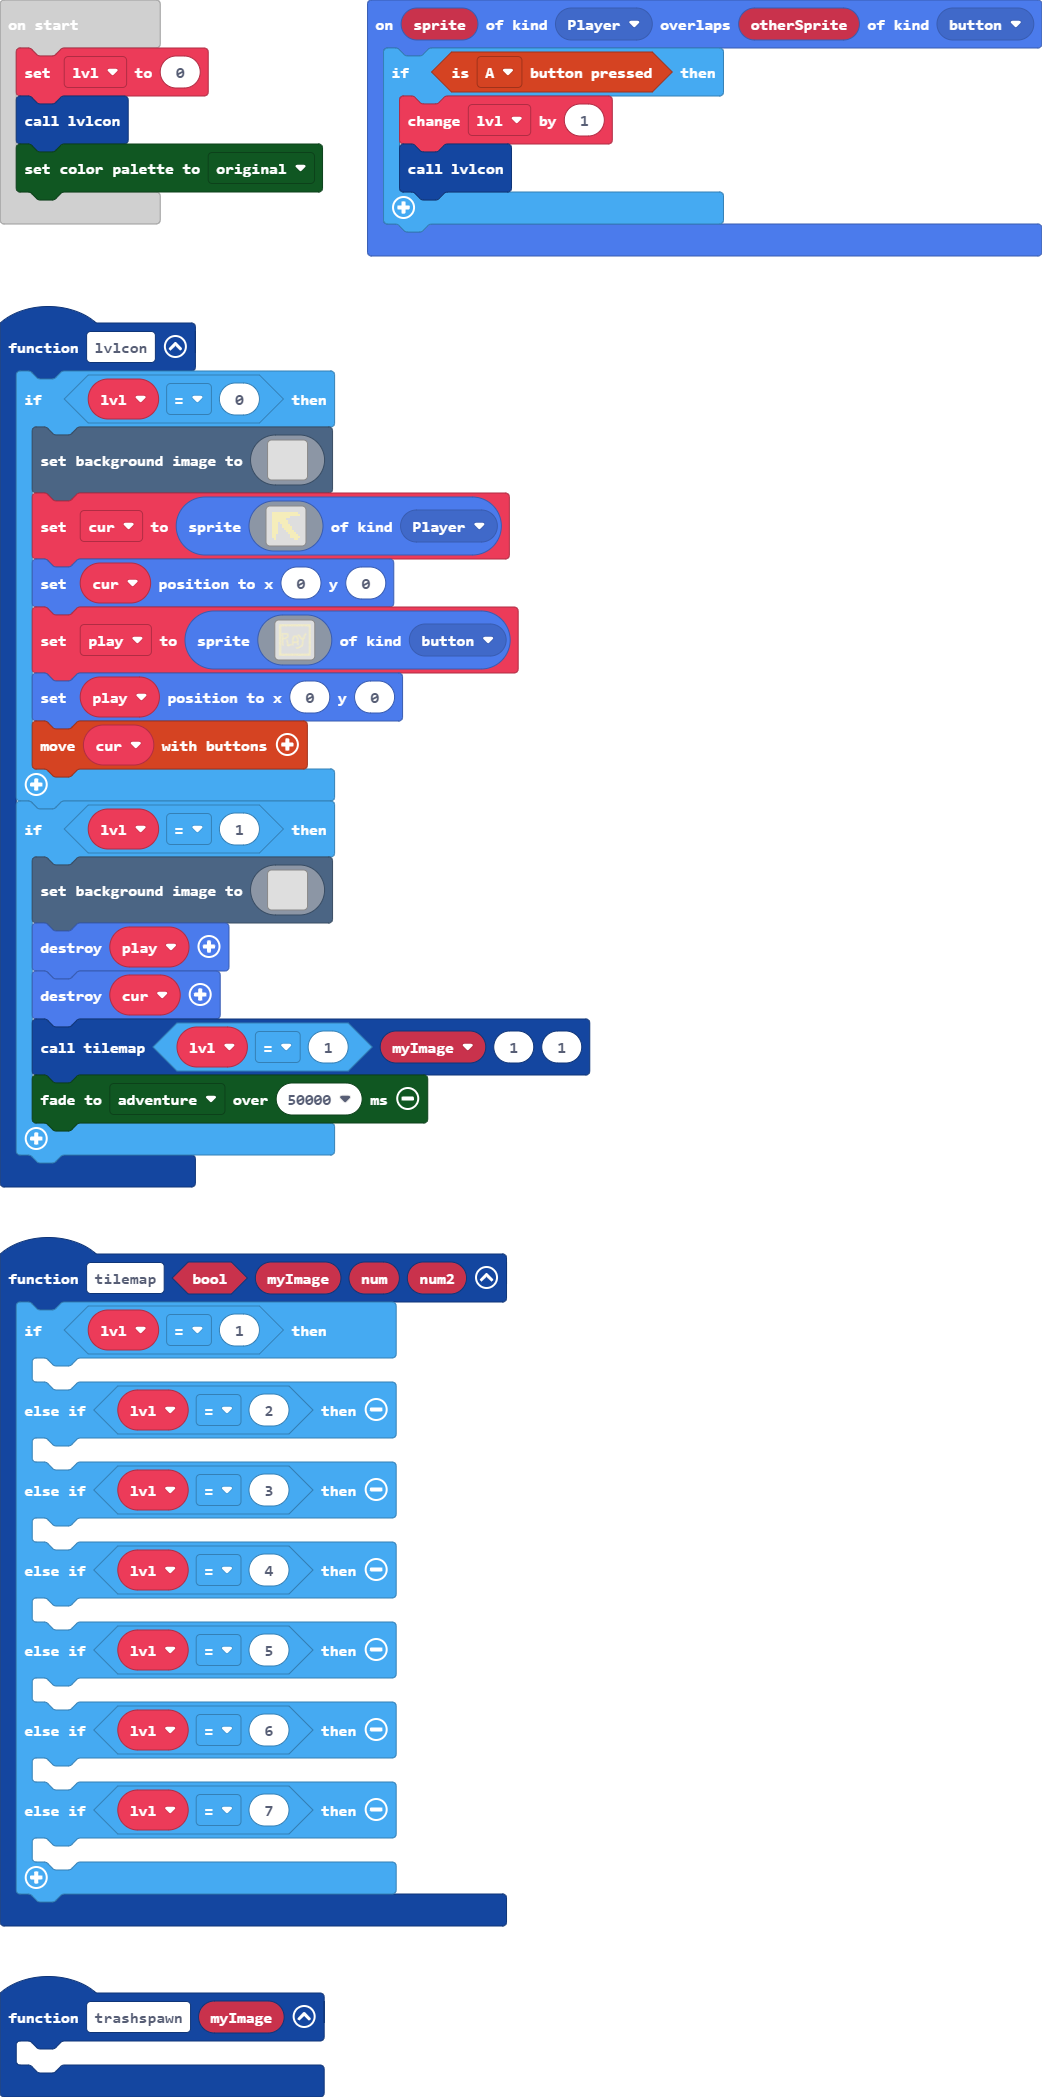 on start
set lvl to 0
call lvlcon
set color palette to original
on sprite of kind Player overlaps otherSprite of kind button
if is A button pressed then
change lvl by 1
call lvlcon
function lvlcon
if lvl = 0 then
set background image to
set cur to sprite of kind Player
set cur position to x 0 y 0
set play to sprite Play of kind button
set play position to x 0 y 0
move cur with buttons
if lvl = 1 then
set background image to
destroy play
destroy cur
call tilemap lvl = 1 myImage 1 1
fade to adventure over 50000 ms
function tilemap bool myImage num num2
if lvl = 1 then
else if lvl = 2 then
else if lvl = 3 then
else if lvl = 4 then
else if lvl = 5 then
else if lvl = 6 then
else if lvl = 7 then
function trashspawn myImage